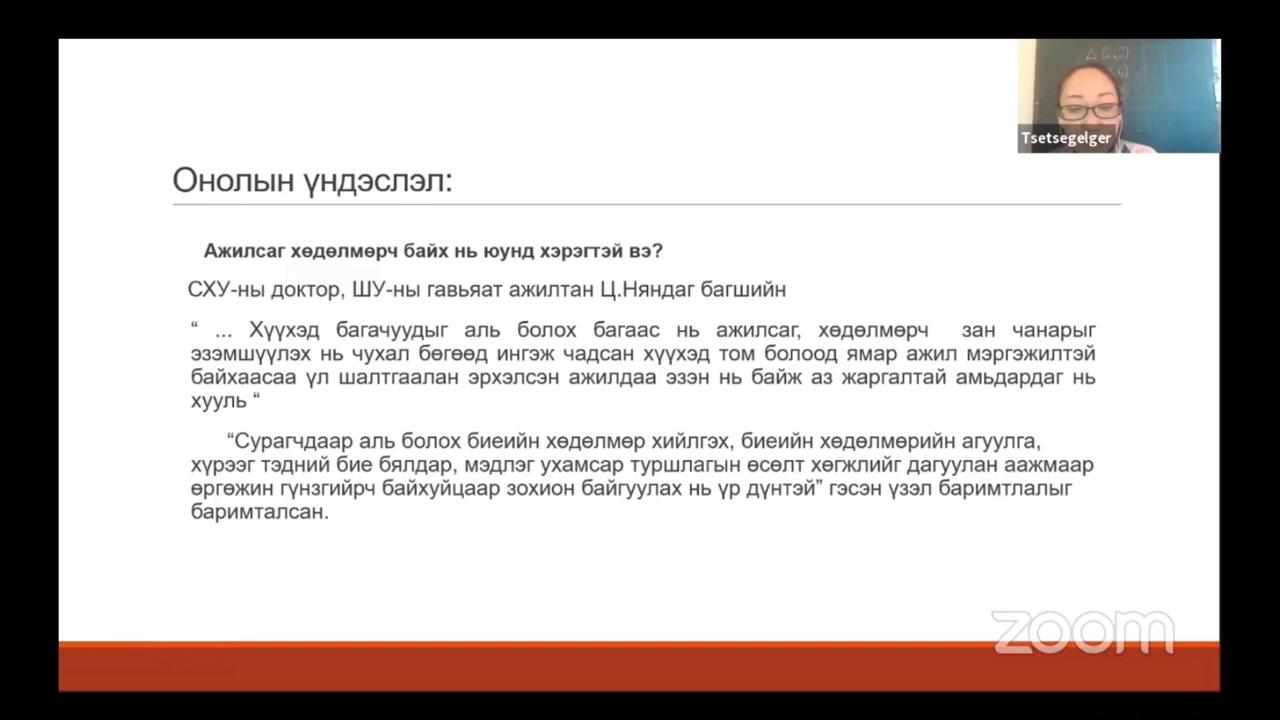 Tsetsegelger
Онолын үндэслэл:
Ажилсаг хөдөлмөрч байх нь юунд хэрэгтэй вэ?
СХУ-ны доктор, ШУ-ны гавьяат ажилтан Ц.Няндаг багшийн
“ ... Хүүхэд багачуудыг аль болох багаас нь ажилсаг, хөдөлмөрч зан чанарыг
эзэмшүүлэх нь чухал бөгөөд ингэж чадсан хүүхэд том болоод ямар ажил мэргэжилтэй
байхаасаа үл шалтгаалан эрхэлсэн ажилдаа эзэн нь байж аз жаргалтай амьдардаг нь
хууль “
“Сурагчдаар аль болох биеийн хөдөлмөр хийлгэх, биеийн хөдөлмөрийн агуулга,
хүрээг тэдний бие бялдар, мэдлэг ухамсар туршлагын өсөлт хөгжлийг дагуулан аажмаар
өргөжин гүнзгийрч байхуйцаар зохион байгуулах нь үр дүнтэй” гэсэн үзэл баримтлалыг
баримталсан.
zoom